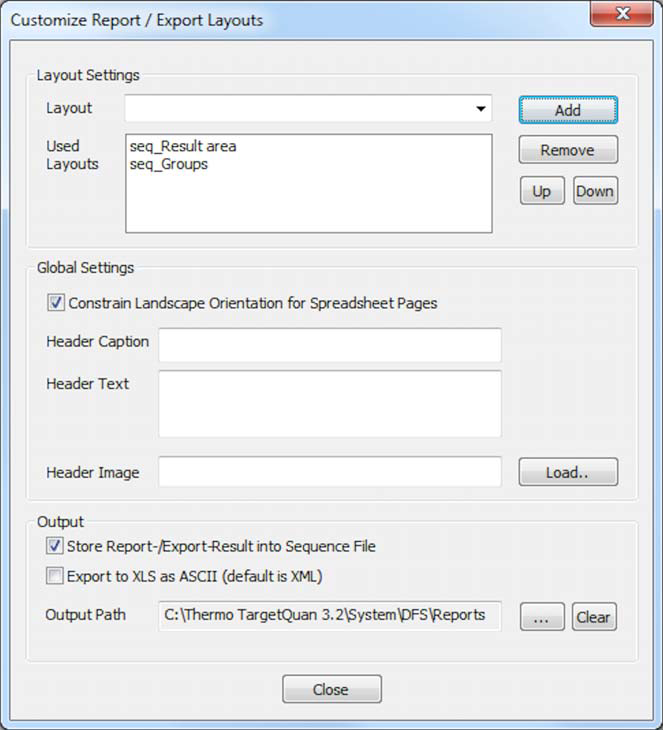 Customize Report / Export Layouts
Layout Settings
Layout
Add
Used
Layouts
seq_Result area
seq_Groups
Remove
Up
Down
Global Settings
Constrain Landscape Orientation for Spreadsheet Pages
Header Caption
Header Text
Header Image
Load..
Output
Store Report-/Export-Result into Sequence File
Export to XLS as ASCII (default is XML)
Output Path
C:\Thermo TargetQuan 3.2\System\DFS\Reports
...
Clear
Close